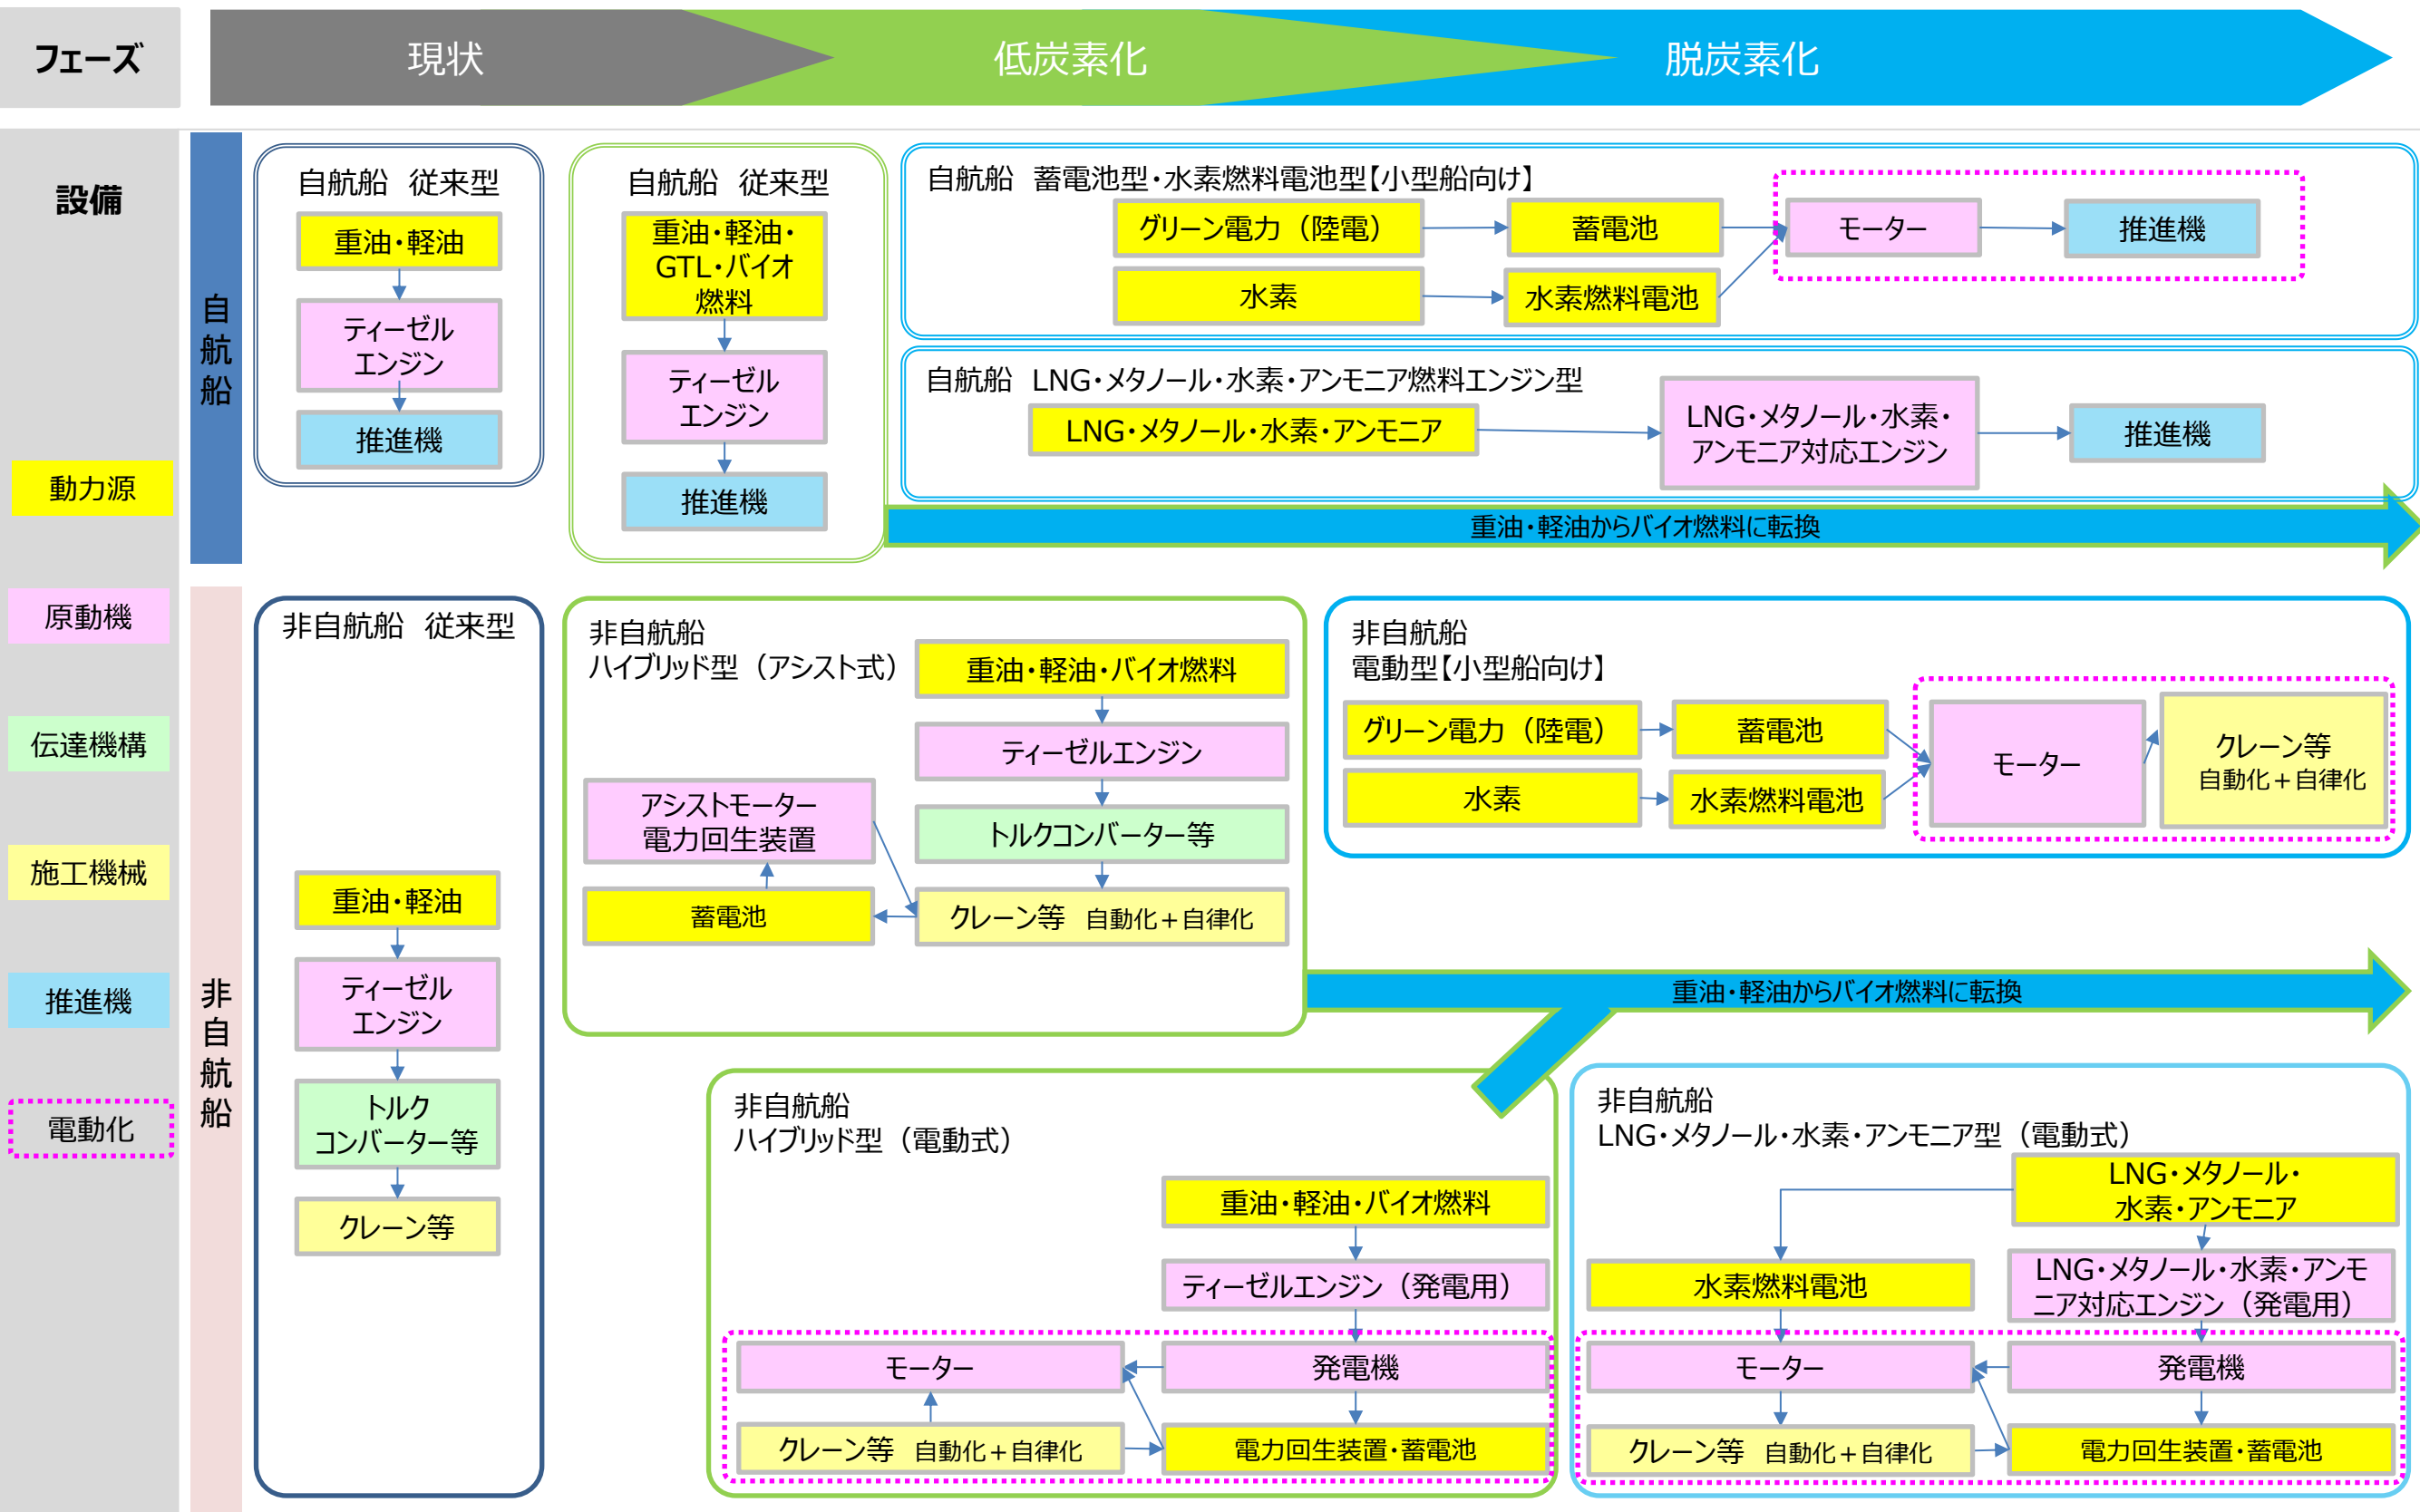 フェーズ
現状
低炭素化
脱炭素化
設備
動力源
原動機
伝達機構
施工機械
推進機
電動化
自航船
自航船　従来型
重油・軽油
ディーゼル
エンジン
推進機
自航船　従来型
重油・軽油・
GTL・バイオ
燃料
ディーゼル
エンジン
推進機
自航船　蓄電池型・水素燃料電池型【小型船向け】
グリーン電力（陸電）
蓄電池
モーター
推進機
水素
水素燃料電池
自航船　LNG・メタノール・水素・アンモニア燃料エンジン型
LNG・メタノール・水素・アンモニア
LNG・メタノール・水素・
アンモニア対応エンジン
推進機
重油・軽油からバイオ燃料に転換
非自航船
非自航船　従来型
重油・軽油
ディーゼル
エンジン
トルク
コンバーター等
クレーン等
非自航船
ハイブリッド型（アシスト式）
重油・軽油・バイオ燃料
ディーゼルエンジン
アシストモーター
電力回生装置
トルクコンバーター等
蓄電池
クレーン等　自動化＋自律化
非自航船
電動型【小型船向け】
グリーン電力（陸電）
蓄電池
モーター
クレーン等
自動化＋自律化
水素
水素燃料電池
重油・軽油からバイオ燃料に転換
非自航船
ハイブリッド型（電動式）
重油・軽油・バイオ燃料
ディーゼルエンジン（発電用）
モーター
発電機
クレーン等　自動化＋自律化
電力回生装置・蓄電池
非自航船
LNG・メタノール・水素・アンモニア型（電動式）
LNG・メタノール・
水素・アンモニア
水素燃料電池
LNG・メタノール・水素・アンモ
ニア対応エンジン（発電用）
モーター
発電機
クレーン等　自動化＋自律化
電力回生装置・蓄電池